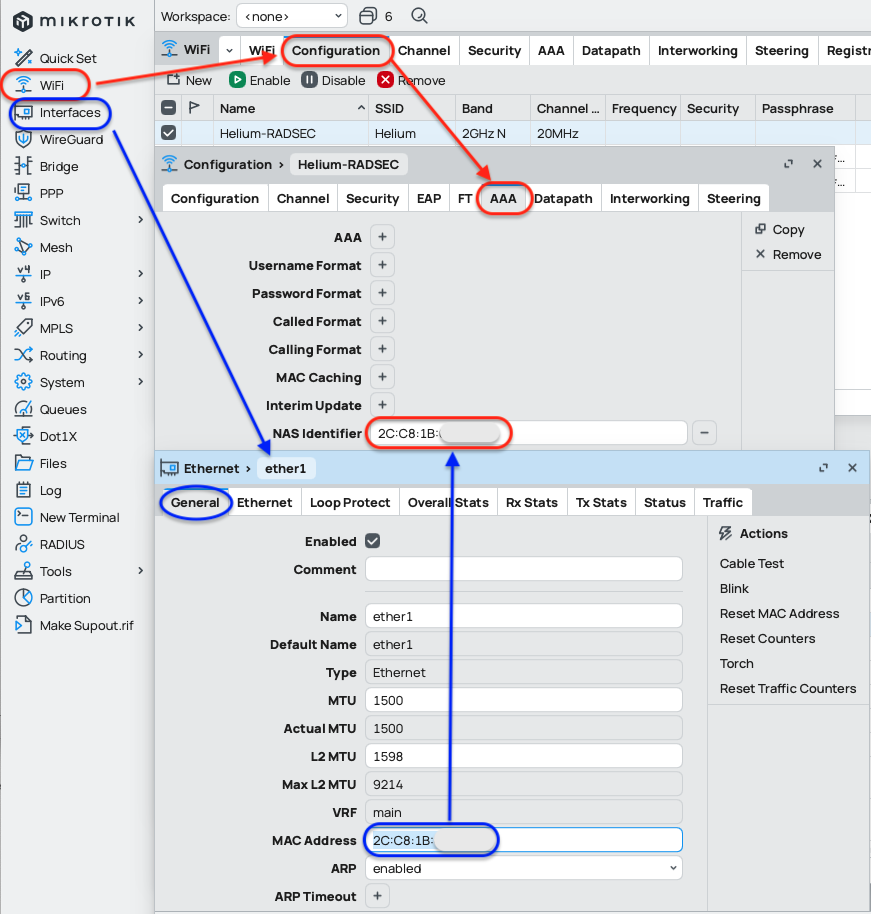 mikrotik
Workspace: <none> 6
Quick Set
WiFi
Interfaces
WireGuard
Bridge
PPP
Switch
Mesh
IP
IPv6
MPLS
Routing
System
Queues
Dot1X
Files
Log
New Terminal
RADIUS
Tools
Partition
Make Supout.rif
WiFi WiFi Configuration Channel Security AAA Datapath Interworking Steering Registr
New Enable Disable Remove
Name SSID Band Channel ... Frequency Security Passphrase
Helium-RADSEC Helium 2GHz N 20MHz
Configuration > Helium-RADSEC
Configuration Channel Security EAP FT AAA Datapath Interworking Steering
AAA
Username Format
Password Format
Called Format
Calling Format
MAC Caching
Interim Update
NAS Identifier 2C:C8:1B:
Copy
Remove
Ethernet > ether1
General Ethernet Loop Protect Overall Stats Rx Stats Tx Stats Status Traffic
Enabled
Comment
Name ether1
Default Name ether1
Type Ethernet
MTU 1500
Actual MTU 1500
L2 MTU 1598
Max L2 MTU 9214
VRF main
MAC Address 2C:C8:1B:
ARP enabled
ARP Timeout
Actions
Cable Test
Blink
Reset MAC Address
Reset Counters
Torch
Reset Traffic Counters